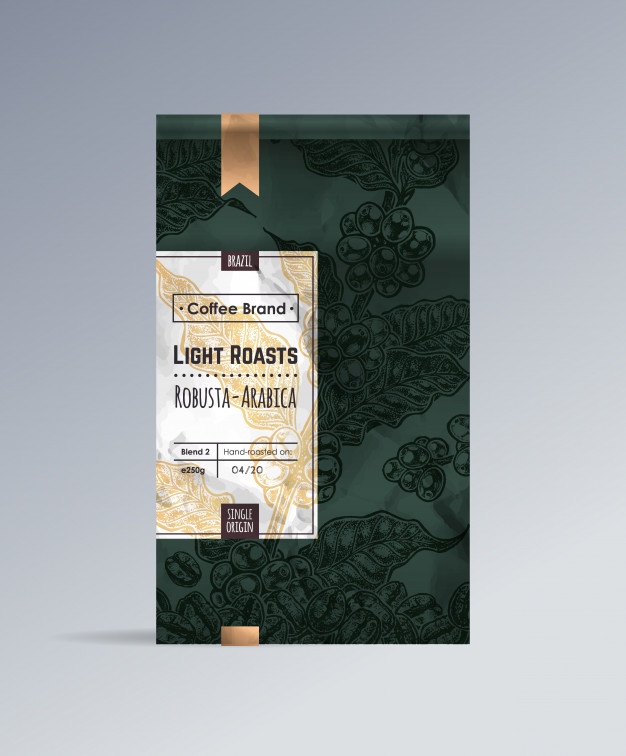 BRAZIL
• Coffee Brand •
LIGHT ROASTS
ROBUSTA-ARABICA
Blend 2 Hand-roasted on:
e250g 04/20
SINGLE
ORIGIN